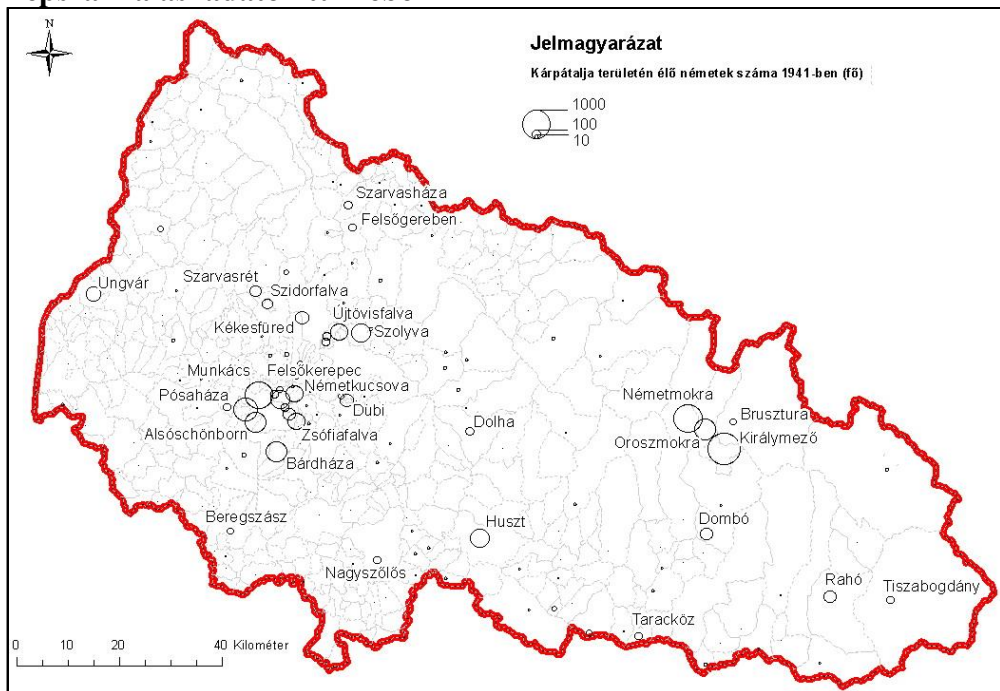 N
Jelmagyarázat
Kárpátalja területén élő németek száma 1941-ben (fő)
1000
100
10
Szarvasháza
Felsőgereben
Ungvár
Szarvasrét
Szidorfalva
Újtövisfalva
Kékesfüred
Szolyva
Munkács
Felsőkerepec
Németkucsova
Pósaháza
Dubi
Németmokra
Brusztura
Alsóschönborn
Zsófiafalva
Dolha
Oroszmokra
Királymező
Bárdháza
Beregszász
Huszt
Dombó
Nagyszőlős
Rahó
Tiszabogdány
Taracköz
0 20 40 Kilométer